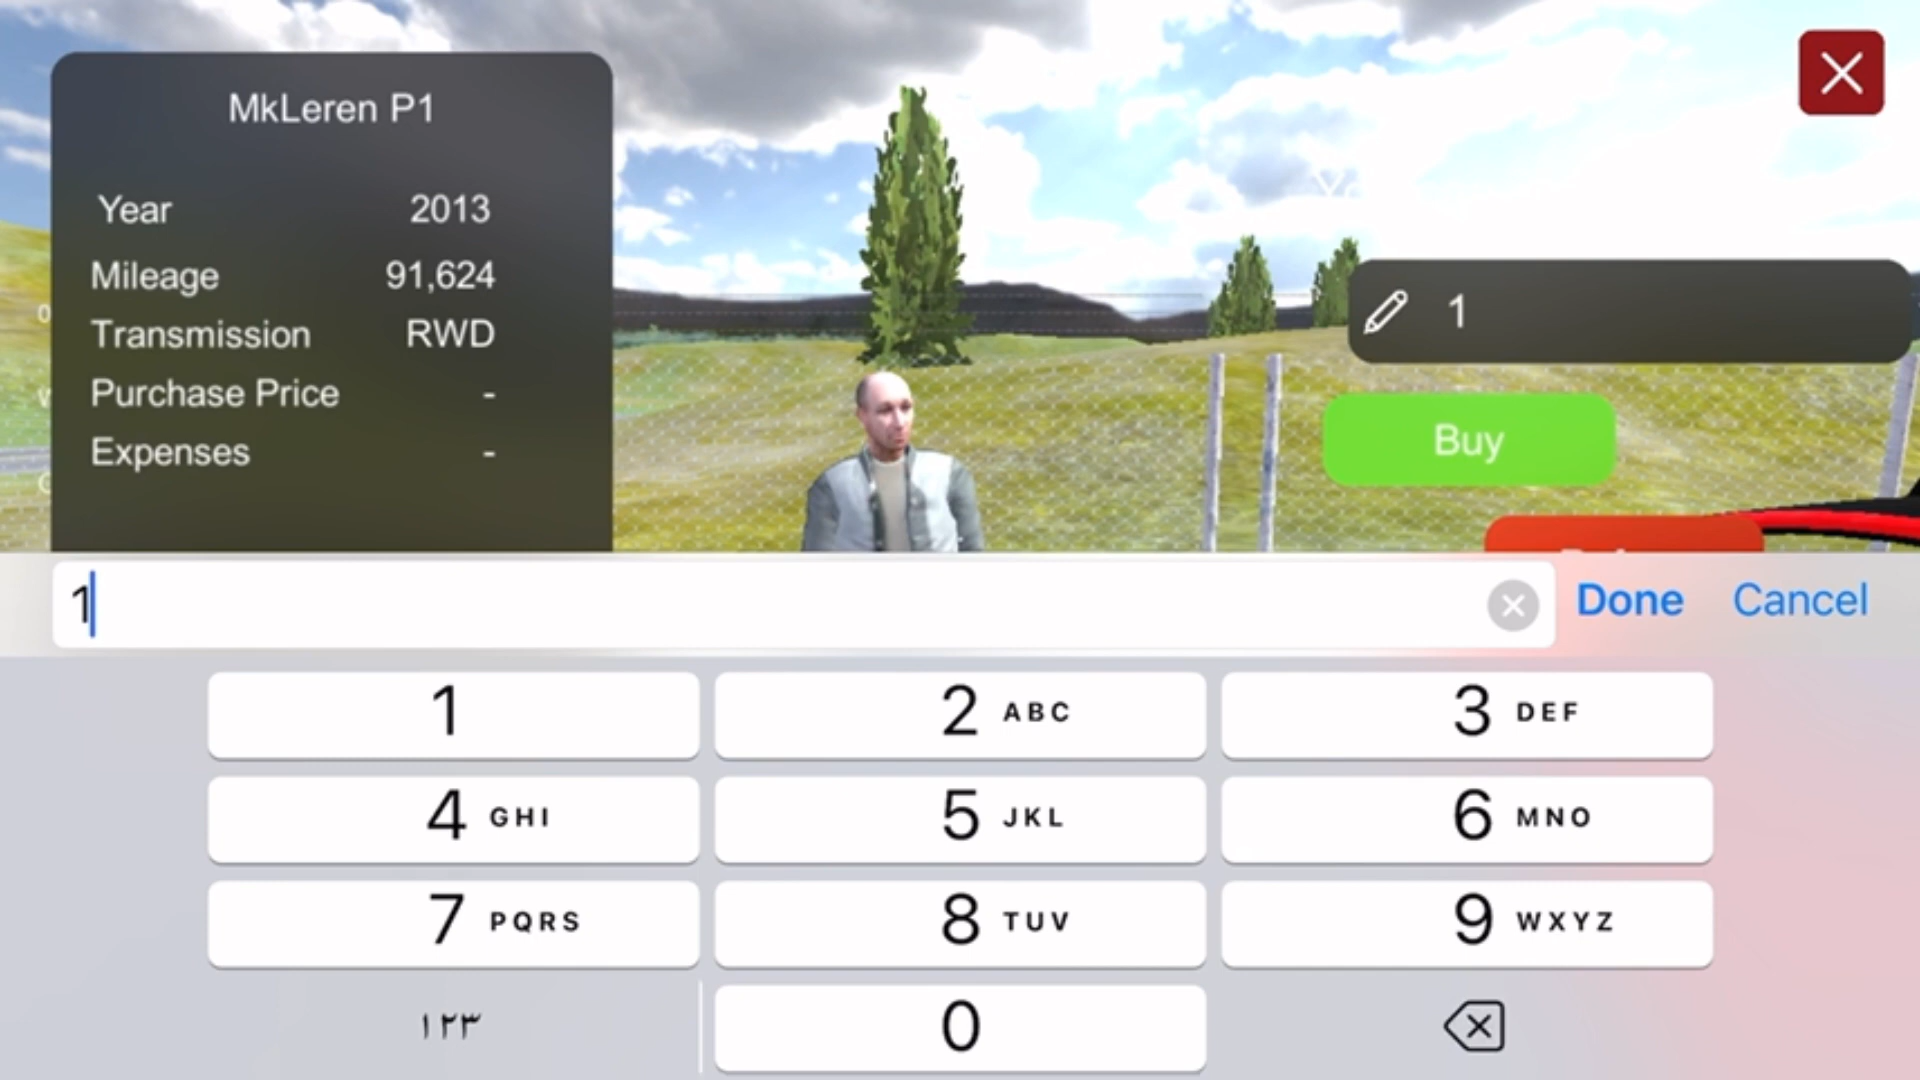 MkLeren P1
Year 2013
Mileage 91,624
Transmission RWD
Purchase Price -
Expenses -
1
Buy
1
Done
Cancel
1
2 ABC
3 DEF
4 GHI
5 JKL
6 MNO
7 PQRS
8 TUV
9 WXYZ
١٢٣
0